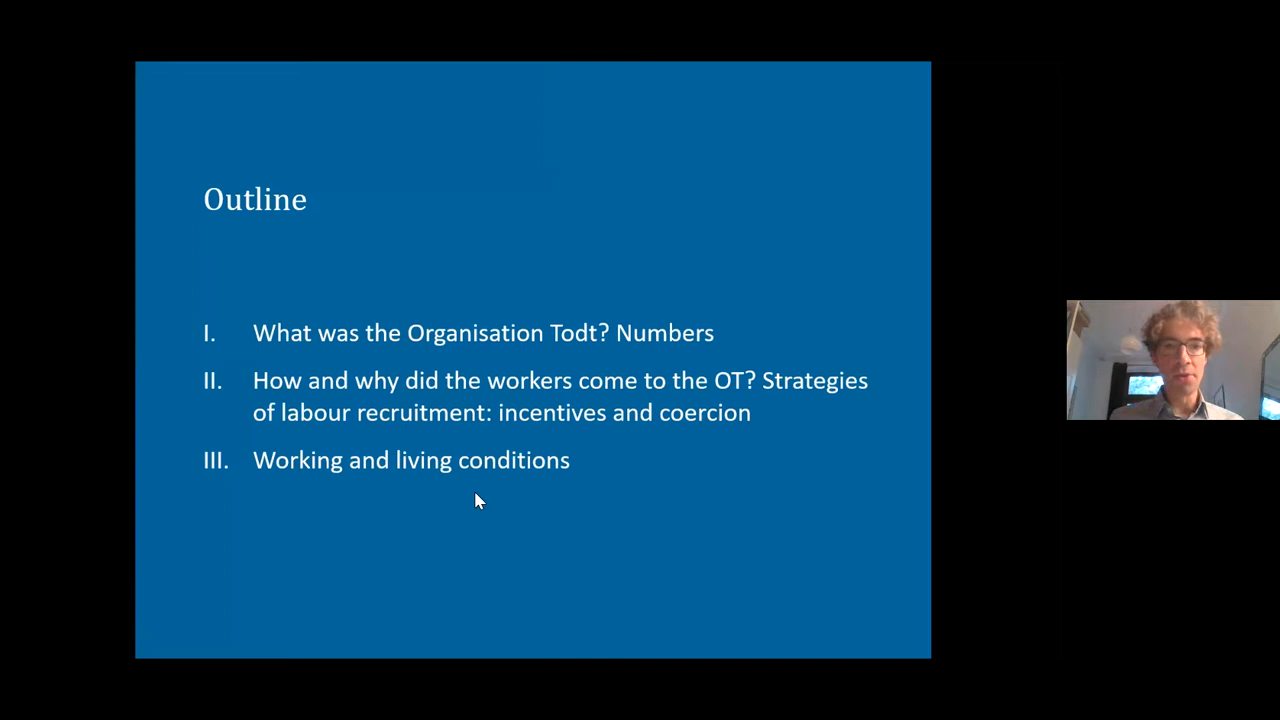 Outline
I. What was the Organisation Todt? Numbers
II. How and why did the workers come to the OT? Strategies
of labour recruitment: incentives and coercion
III. Working and living conditions